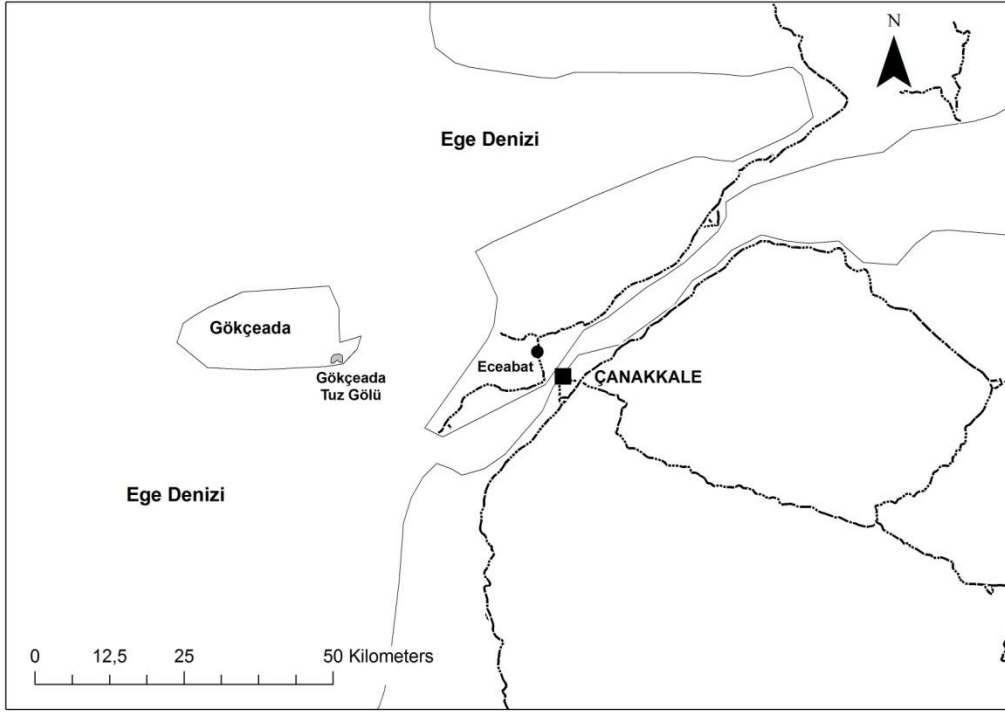 N
Ege Denizi
Gökçeada
Eceabat
Gökçeada
Tuz Gölü
ÇANAKKALE
Ege Denizi
0 12,5 25 50 Kilometers